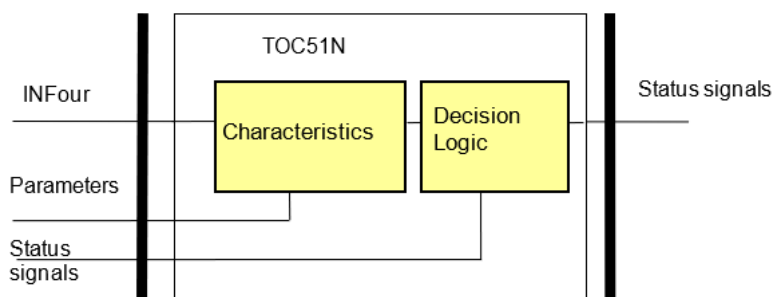 TOC51N
INFour
Characteristics
Decision
Logic
Status signals
Parameters
Status
signals